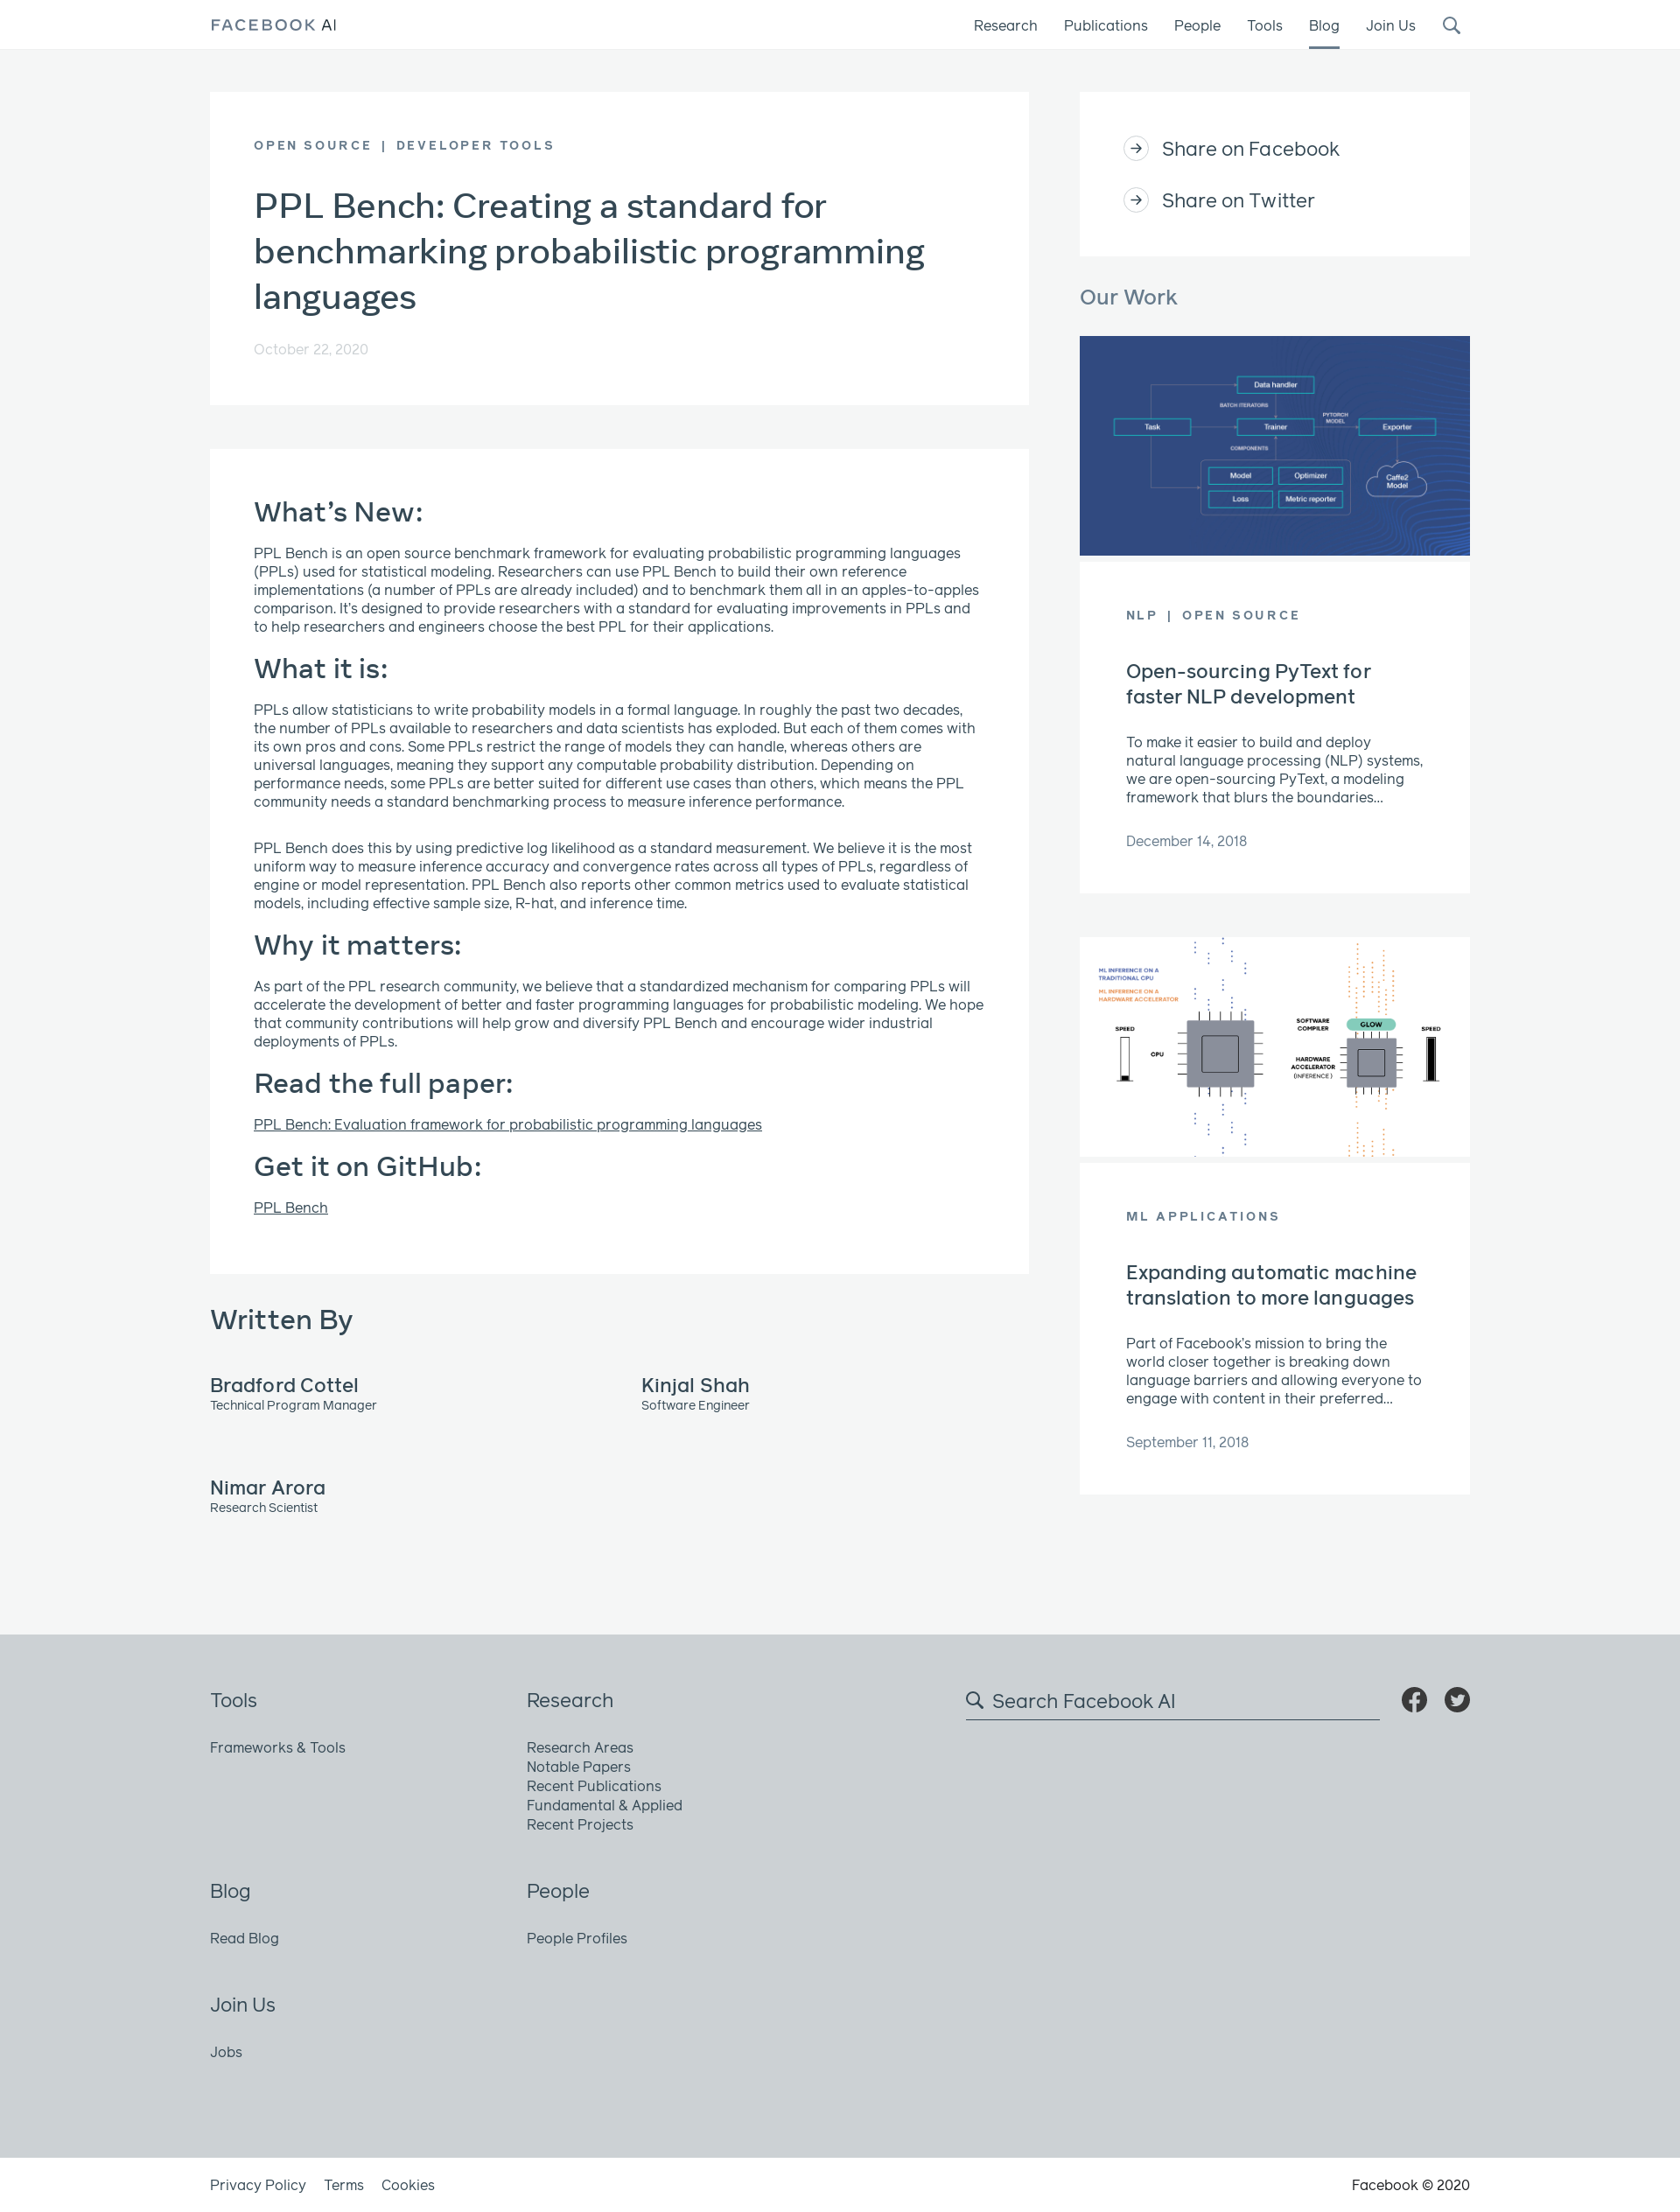 FACEBOOK AI
Research Publications People Tools Blog Join Us
OPEN SOURCE | DEVELOPER TOOLS
PPL Bench: Creating a standard for
benchmarking probabilistic programming
languages
October 22, 2020
What’s New:
PPL Bench is an open source benchmark framework for evaluating probabilistic programming languages
(PPLs) used for statistical modeling. Researchers can use PPL Bench to build their own reference
implementations (a number of PPLs are already included) and to benchmark them all in an apples-to-apples
comparison. It’s designed to provide researchers with a standard for evaluating improvements in PPLs and
to help researchers and engineers choose the best PPL for their applications.
What it is:
PPLs allow statisticians to write probability models in a formal language. In roughly the past two decades,
the number of PPLs available to researchers and data scientists has exploded. But each of them comes with
its own pros and cons. Some PPLs restrict the range of models they can handle, whereas others are
universal languages, meaning they support any computable probability distribution. Depending on
performance needs, some PPLs are better suited for different use cases than others, which means the PPL
community needs a standard benchmarking process to measure inference performance.
PPL Bench does this by using predictive log likelihood as a standard measurement. We believe it is the most
uniform way to measure inference accuracy and convergence rates across all types of PPLs, regardless of
engine or model representation. PPL Bench also reports other common metrics used to evaluate statistical
models, including effective sample size, R-hat, and inference time.
Why it matters:
As part of the PPL research community, we believe that a standardized mechanism for comparing PPLs will
accelerate the development of better and faster programming languages for probabilistic modeling. We hope
that community contributions will help grow and diversify PPL Bench and encourage wider industrial
deployments of PPLs.
Read the full paper:
PPL Bench: Evaluation framework for probabilistic programming languages
Get it on GitHub:
PPL Bench
Written By
Bradford Cottel
Technical Program Manager
Kinjal Shah
Software Engineer
Nimar Arora
Research Scientist
Share on Facebook
Share on Twitter
Our Work
Data handler
BATCH ITERATORS
PYTORCH
MODEL
Task
Trainer
Exporter
COMPONENTS
Model
Optimizer
Loss
Metric reporter
Caffe2
Model
NLP | OPEN SOURCE
Open-sourcing PyText for
faster NLP development
To make it easier to build and deploy
natural language processing (NLP) systems,
we are open-sourcing PyText, a modeling
framework that blurs the boundaries...
December 14, 2018
ML INFERENCE ON A
TRADITIONAL CPU
ML INFERENCE ON A
HARDWARE ACCELERATOR
SPEED
CPU
SOFTWARE
COMPILER
GLOW
HARDWARE
ACCELERATOR
(INFERENCE)
SPEED
ML APPLICATIONS
Expanding automatic machine
translation to more languages
Part of Facebook’s mission to bring the
world closer together is breaking down
language barriers and allowing everyone to
engage with content in their preferred...
September 11, 2018
Tools
Frameworks & Tools
Research
Research Areas
Notable Papers
Recent Publications
Fundamental & Applied
Recent Projects
Search Facebook AI
Blog
Read Blog
People
People Profiles
Join Us
Jobs
Privacy Policy Terms Cookies
Facebook © 2020